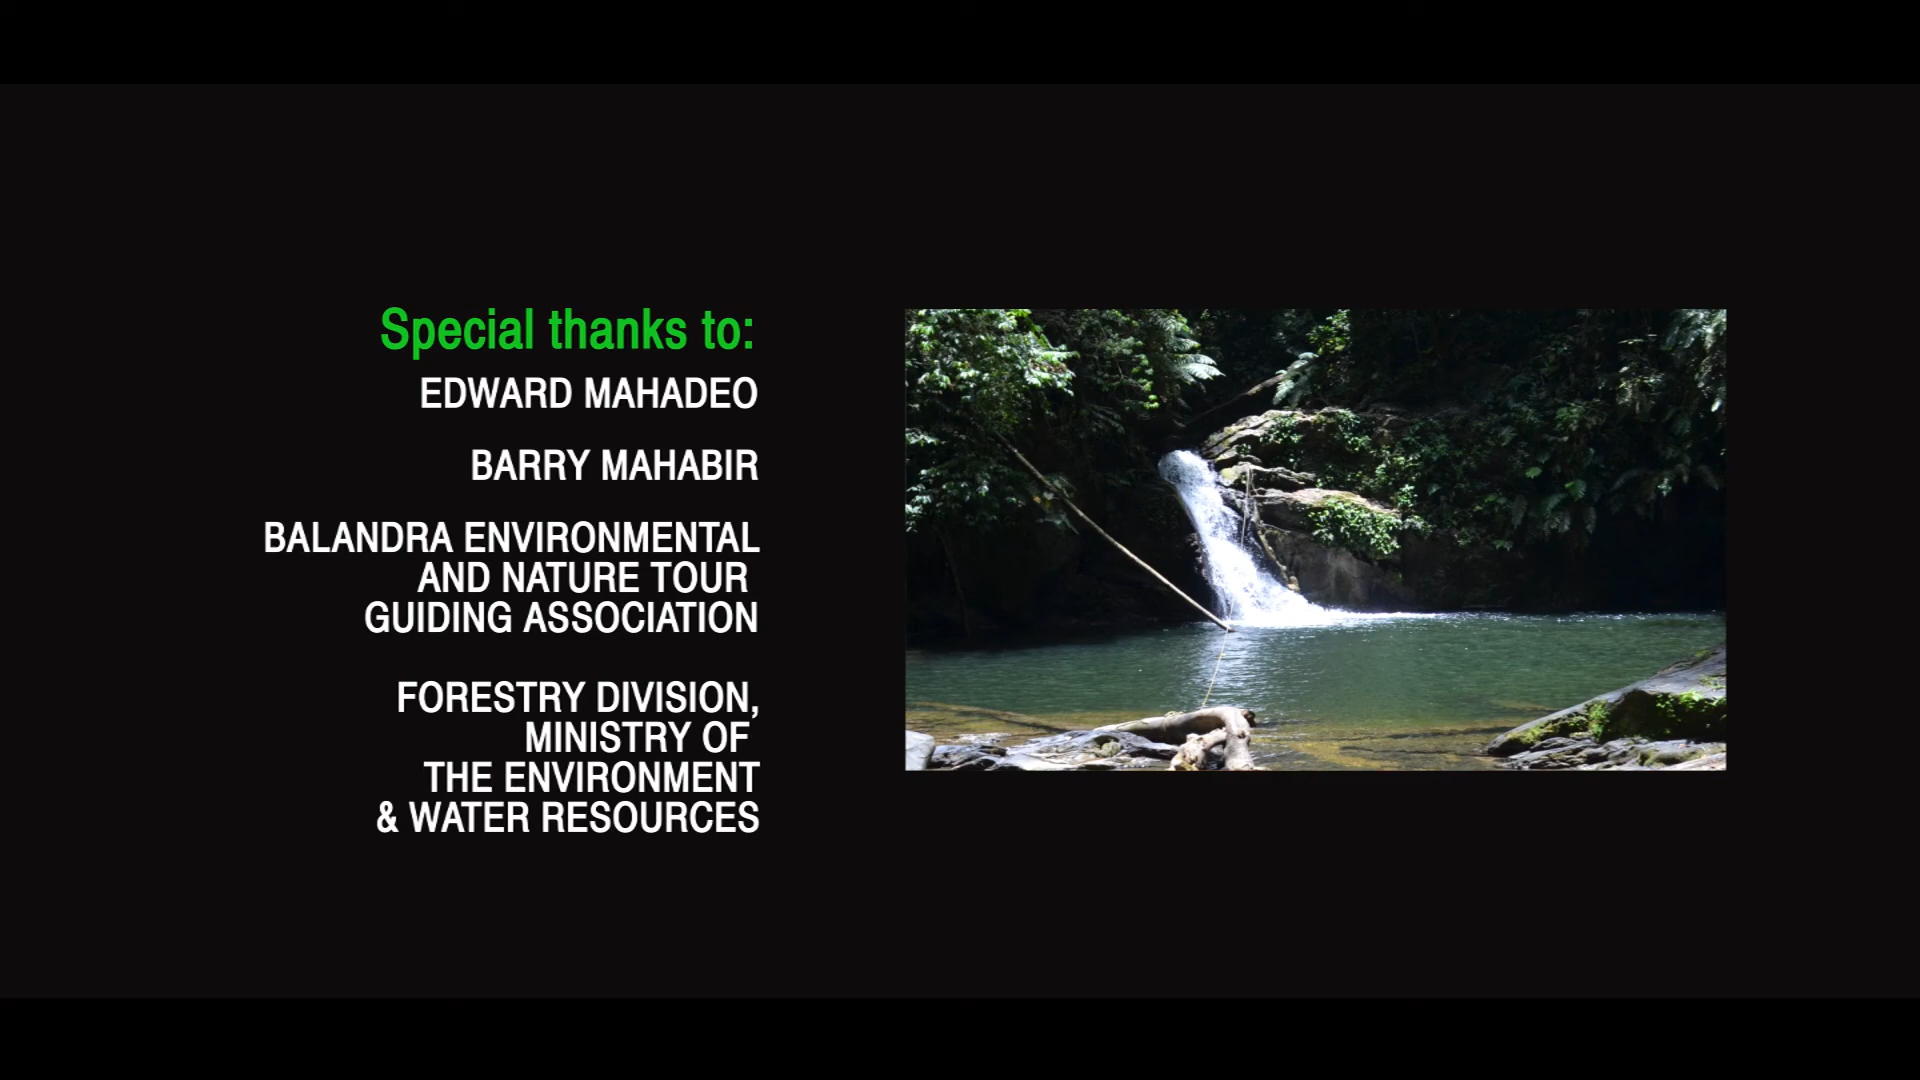 Special thanks to:
EDWARD MAHADEO
BARRY MAHABIR
BALANDRA ENVIRONMENTAL
AND NATURE TOUR
GUIDING ASSOCIATION
FORESTRY DIVISION,
MINISTRY OF
THE ENVIRONMENT
& WATER RESOURCES